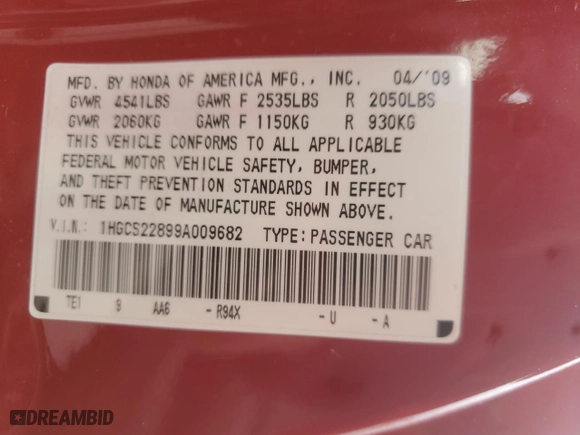 MFD. BY HONDA OF AMERICA MFG., INC. 04/'09
GVWR 4541LBS GAWR F 2535LBS R 2050LBS
GVWR 2060KG GAWR F 1150KG R 930KG
THIS VEHICLE CONFORMS TO ALL APPLICABLE
FEDERAL MOTOR VEHICLE SAFETY, BUMPER,
AND THEFT PREVENTION STANDARDS IN EFFECT
ON THE DATE OF MANUFACTURE SHOWN ABOVE.
V.I.N.: 1HGCS22899A009682 TYPE: PASSENGER CAR
TE1 9 AA6 - R94X - U - A
DREAMBID